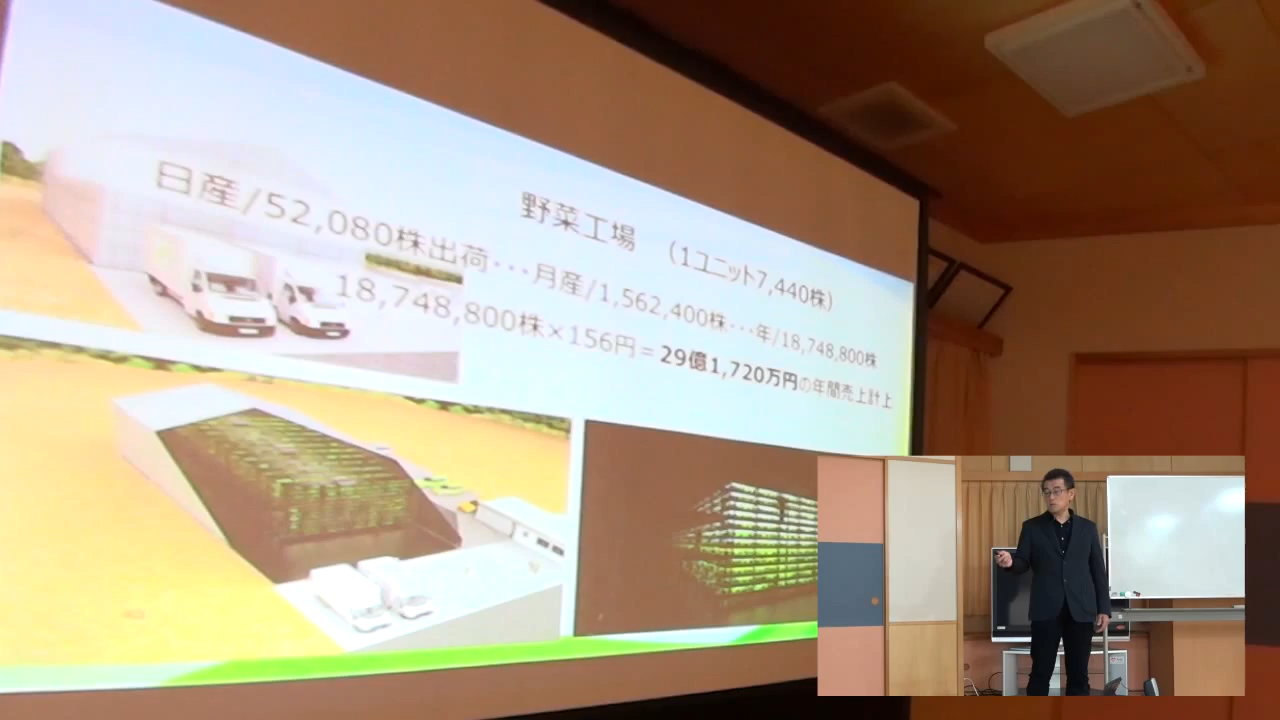 野菜工場 (1ユニット7,440株)
日産/52,080株出荷・・・月産/1,562,400株・・・年/18,748,800株
18,748,800株×156円＝29億1,720万円の年間売上計上